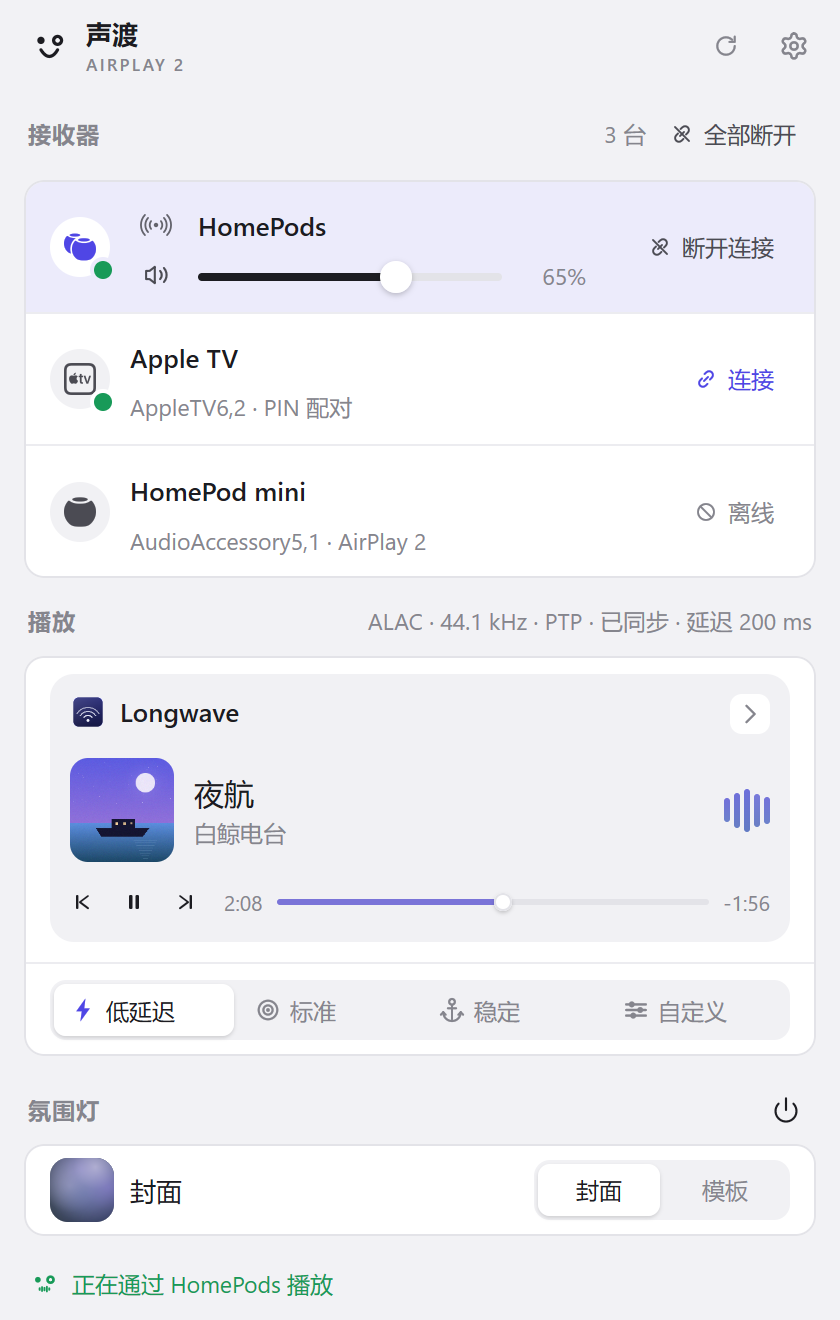 声渡
AIRPLAY 2
接收器
3 台
全部断开
HomePods
65%
断开连接
Apple TV
tv
AppleTV6,2 · PIN 配对
连接
HomePod mini
AudioAccessory5,1 · AirPlay 2
离线
播放
ALAC · 44.1 kHz · PTP · 已同步 · 延迟 200 ms
Longwave
夜航
白鲸电台
2:08
-1:56
低延迟
标准
稳定
自定义
氛围灯
封面
封面
模板
正在通过 HomePods 播放